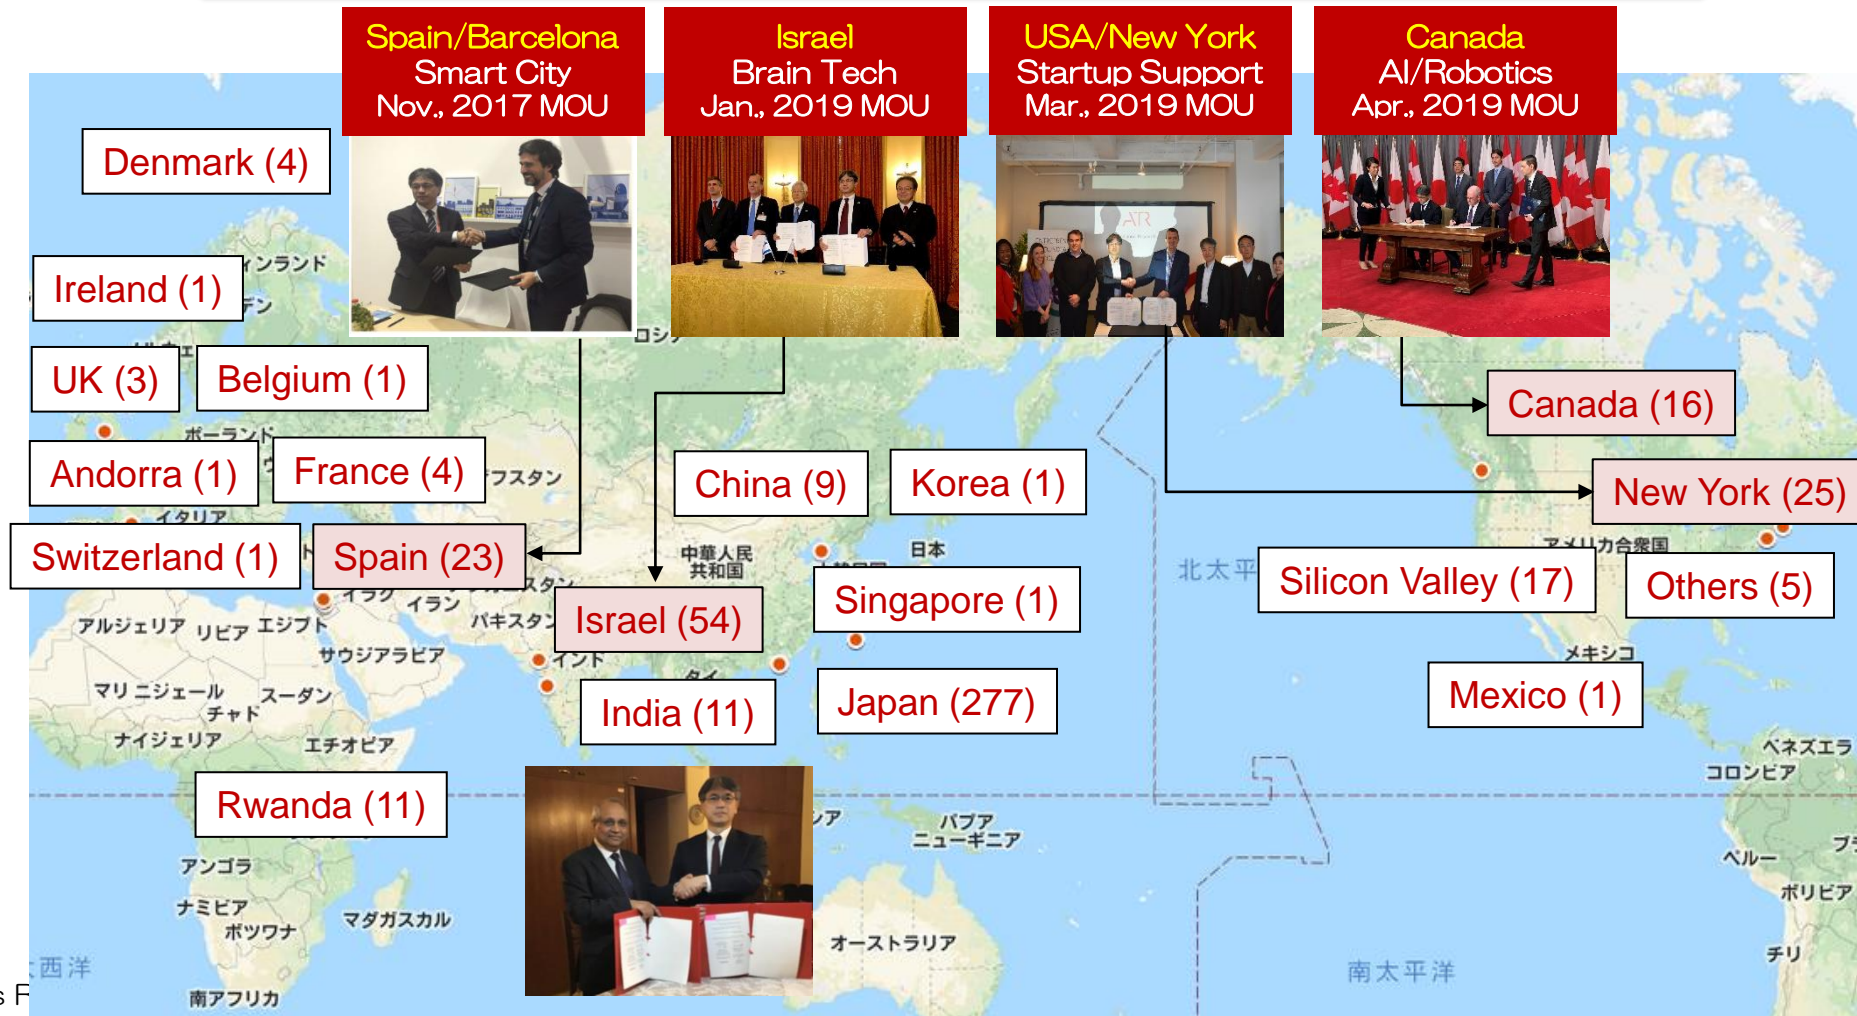 Spain/Barcelona
Smart City
Nov., 2017 MOU
Israel
Brain Tech
Jan., 2019 MOU
USA/New York
Startup Support
Mar., 2019 MOU
Canada
AI/Robotics
Apr., 2019 MOU
Denmark (4)
ATR
Ireland (1)
UK (3)
Belgium (1)
Canada (16)
ポーランド
Andorra (1)
France (4)
China (9)
Korea (1)
New York (25)
イタリア
Switzerland (1)
Spain (23)
中華人民
共和国
日本
アメリカ合衆国
北太平
Silicon Valley (17)
Others (5)
イラク
イラン
パキスタン
Israel (54)
Singapore (1)
アルジェリア
リビア
エジプト
サウジアラビア
インド
タイ
メキシコ
マリ
ニジェール
チャド
スーダン
India (11)
Japan (277)
Mexico (1)
ナイジェリア
エチオピア
ベネズエラ
コロンビア
Rwanda (11)
パプア
ニューギニア
アンゴラ
ペルー
ナミビア
ボツワナ
マダガスカル
ボリビア
オーストラリア
チリ
西洋
南太平洋
南アフリカ
s F